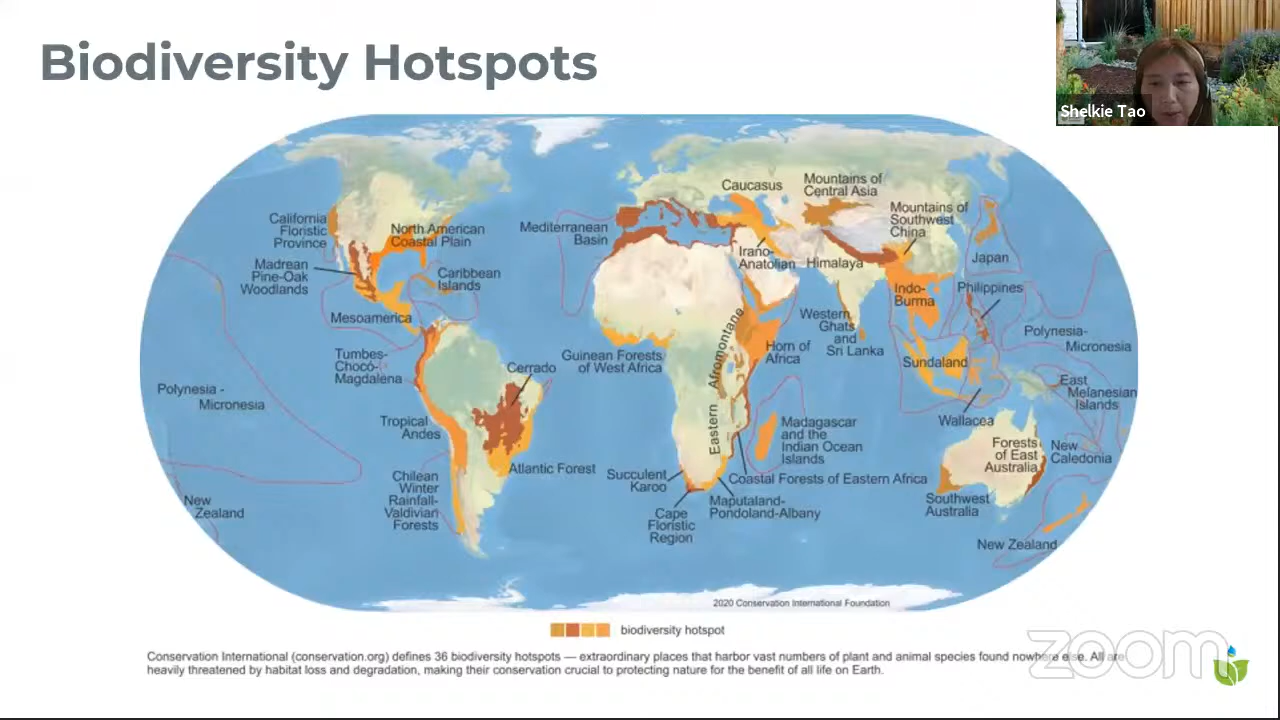 Biodiversity Hotspots
Shelkie Tao
California
Floristic
Province
North American
Coastal Plain
Madrean
Pine-Oak
Woodlands
Caribbean
Islands
Mesoamerica
Tumbes-
Choco-
Magdalena
Cerrado
Polynesia -
Micronesia
Tropical
Andes
Atlantic Forest
Chilean
Winter
Rainfall-
Valdivian
Forests
New
Zealand
Mediterranean
Basin
Caucasus
Mountains of
Central Asia
Mountains of
Southwest
China
Irano-
Anatolian
Himalaya
Japan
Indo-
Burma
Philippines
Western
Ghats
and
Sri Lanka
Polynesia-
Micronesia
Guinean Forests
of West Africa
Eastern Afromontane
Horn of
Africa
Sundaland
East
Melanesian
Islands
Wallacea
Madagascar
and the
Indian Ocean
Islands
Forests
of East
Australia
New
Caledonia
Succulent
Karoo
Coastal Forests of Eastern Africa
Cape
Floristic
Region
Maputaland-
Pondoland-Albany
Southwest
Australia
New Zealand
2020 Conservation International Foundation
biodiversity hotspot
Conservation International (conservation.org) defines 36 biodiversity hotspots — extraordinary places that harbor vast numbers of plant and animal species found nowhere else. All are
heavily threatened by habitat loss and degradation, making their conservation crucial to protecting nature for the benefit of all life on Earth.
zoom